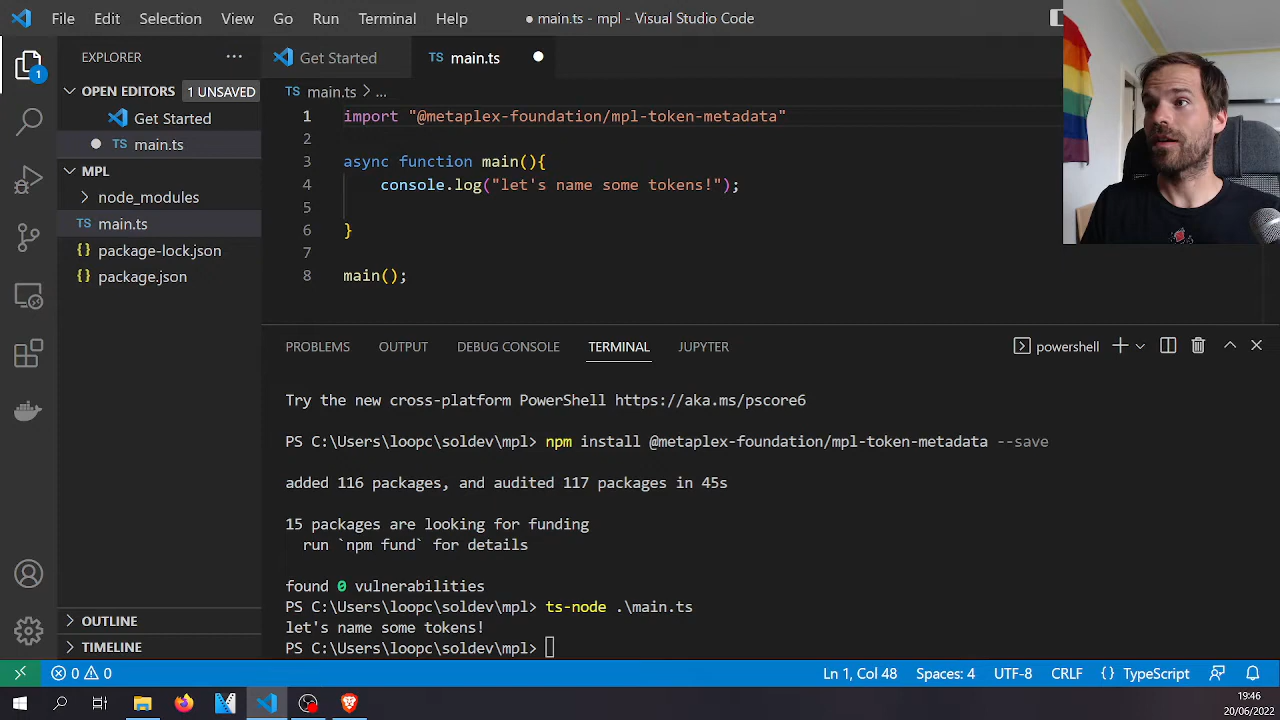 File Edit Selection View Go Run Terminal Help
● main.ts - mpl - Visual Studio Code
EXPLORER ...
OPEN EDITORS 1 UNSAVED
Get Started
main.ts
MPL
node_modules
TS main.ts
{} package-lock.json
{} package.json
OUTLINE
TIMELINE
1
Get Started
TS main.ts
TS main.ts > ...
1 import "@metaplex-foundation/mpl-token-metadata"
2
3 async function main(){
4 console.log("let's name some tokens!");
5
6 }
7
8 main();
PROBLEMS OUTPUT DEBUG CONSOLE TERMINAL JUPYTER
powershell
Try the new cross-platform PowerShell https://aka.ms/pscore6
PS C:\Users\loopc\soldev\mpl> npm install @metaplex-foundation/mpl-token-metadata --save
added 116 packages, and audited 117 packages in 45s
15 packages are looking for funding
run `npm fund` for details
found 0 vulnerabilities
PS C:\Users\loopc\soldev\mpl> ts-node .\main.ts
let's name some tokens!
PS C:\Users\loopc\soldev\mpl>
0 0
Ln 1, Col 48 Spaces: 4 UTF-8 CRLF {} TypeScript
19:46
20/06/2022